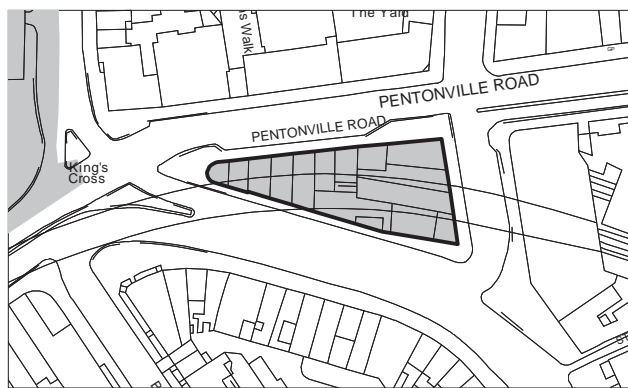 The Yard
s Walk
PENTONVILLE ROAD
PENTONVILLE ROAD
King's
Cross